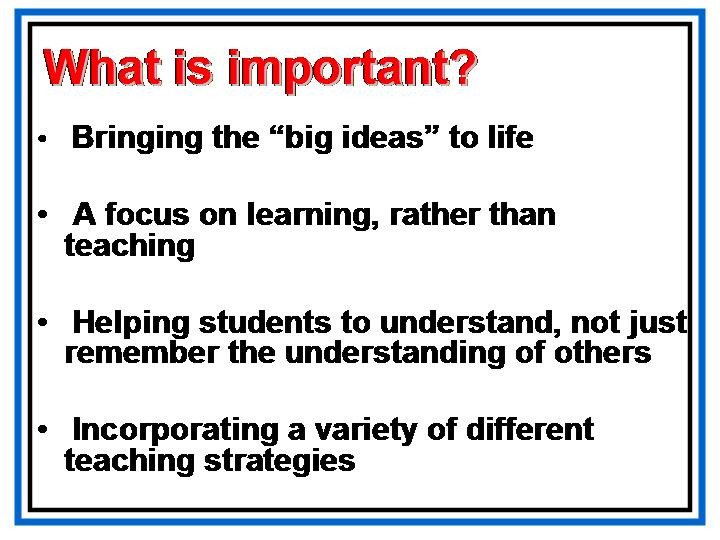 What is important?
• Bringing the “big ideas” to life
• A focus on learning, rather than
teaching
• Helping students to understand, not just
remember the understanding of others
• Incorporating a variety of different
teaching strategies